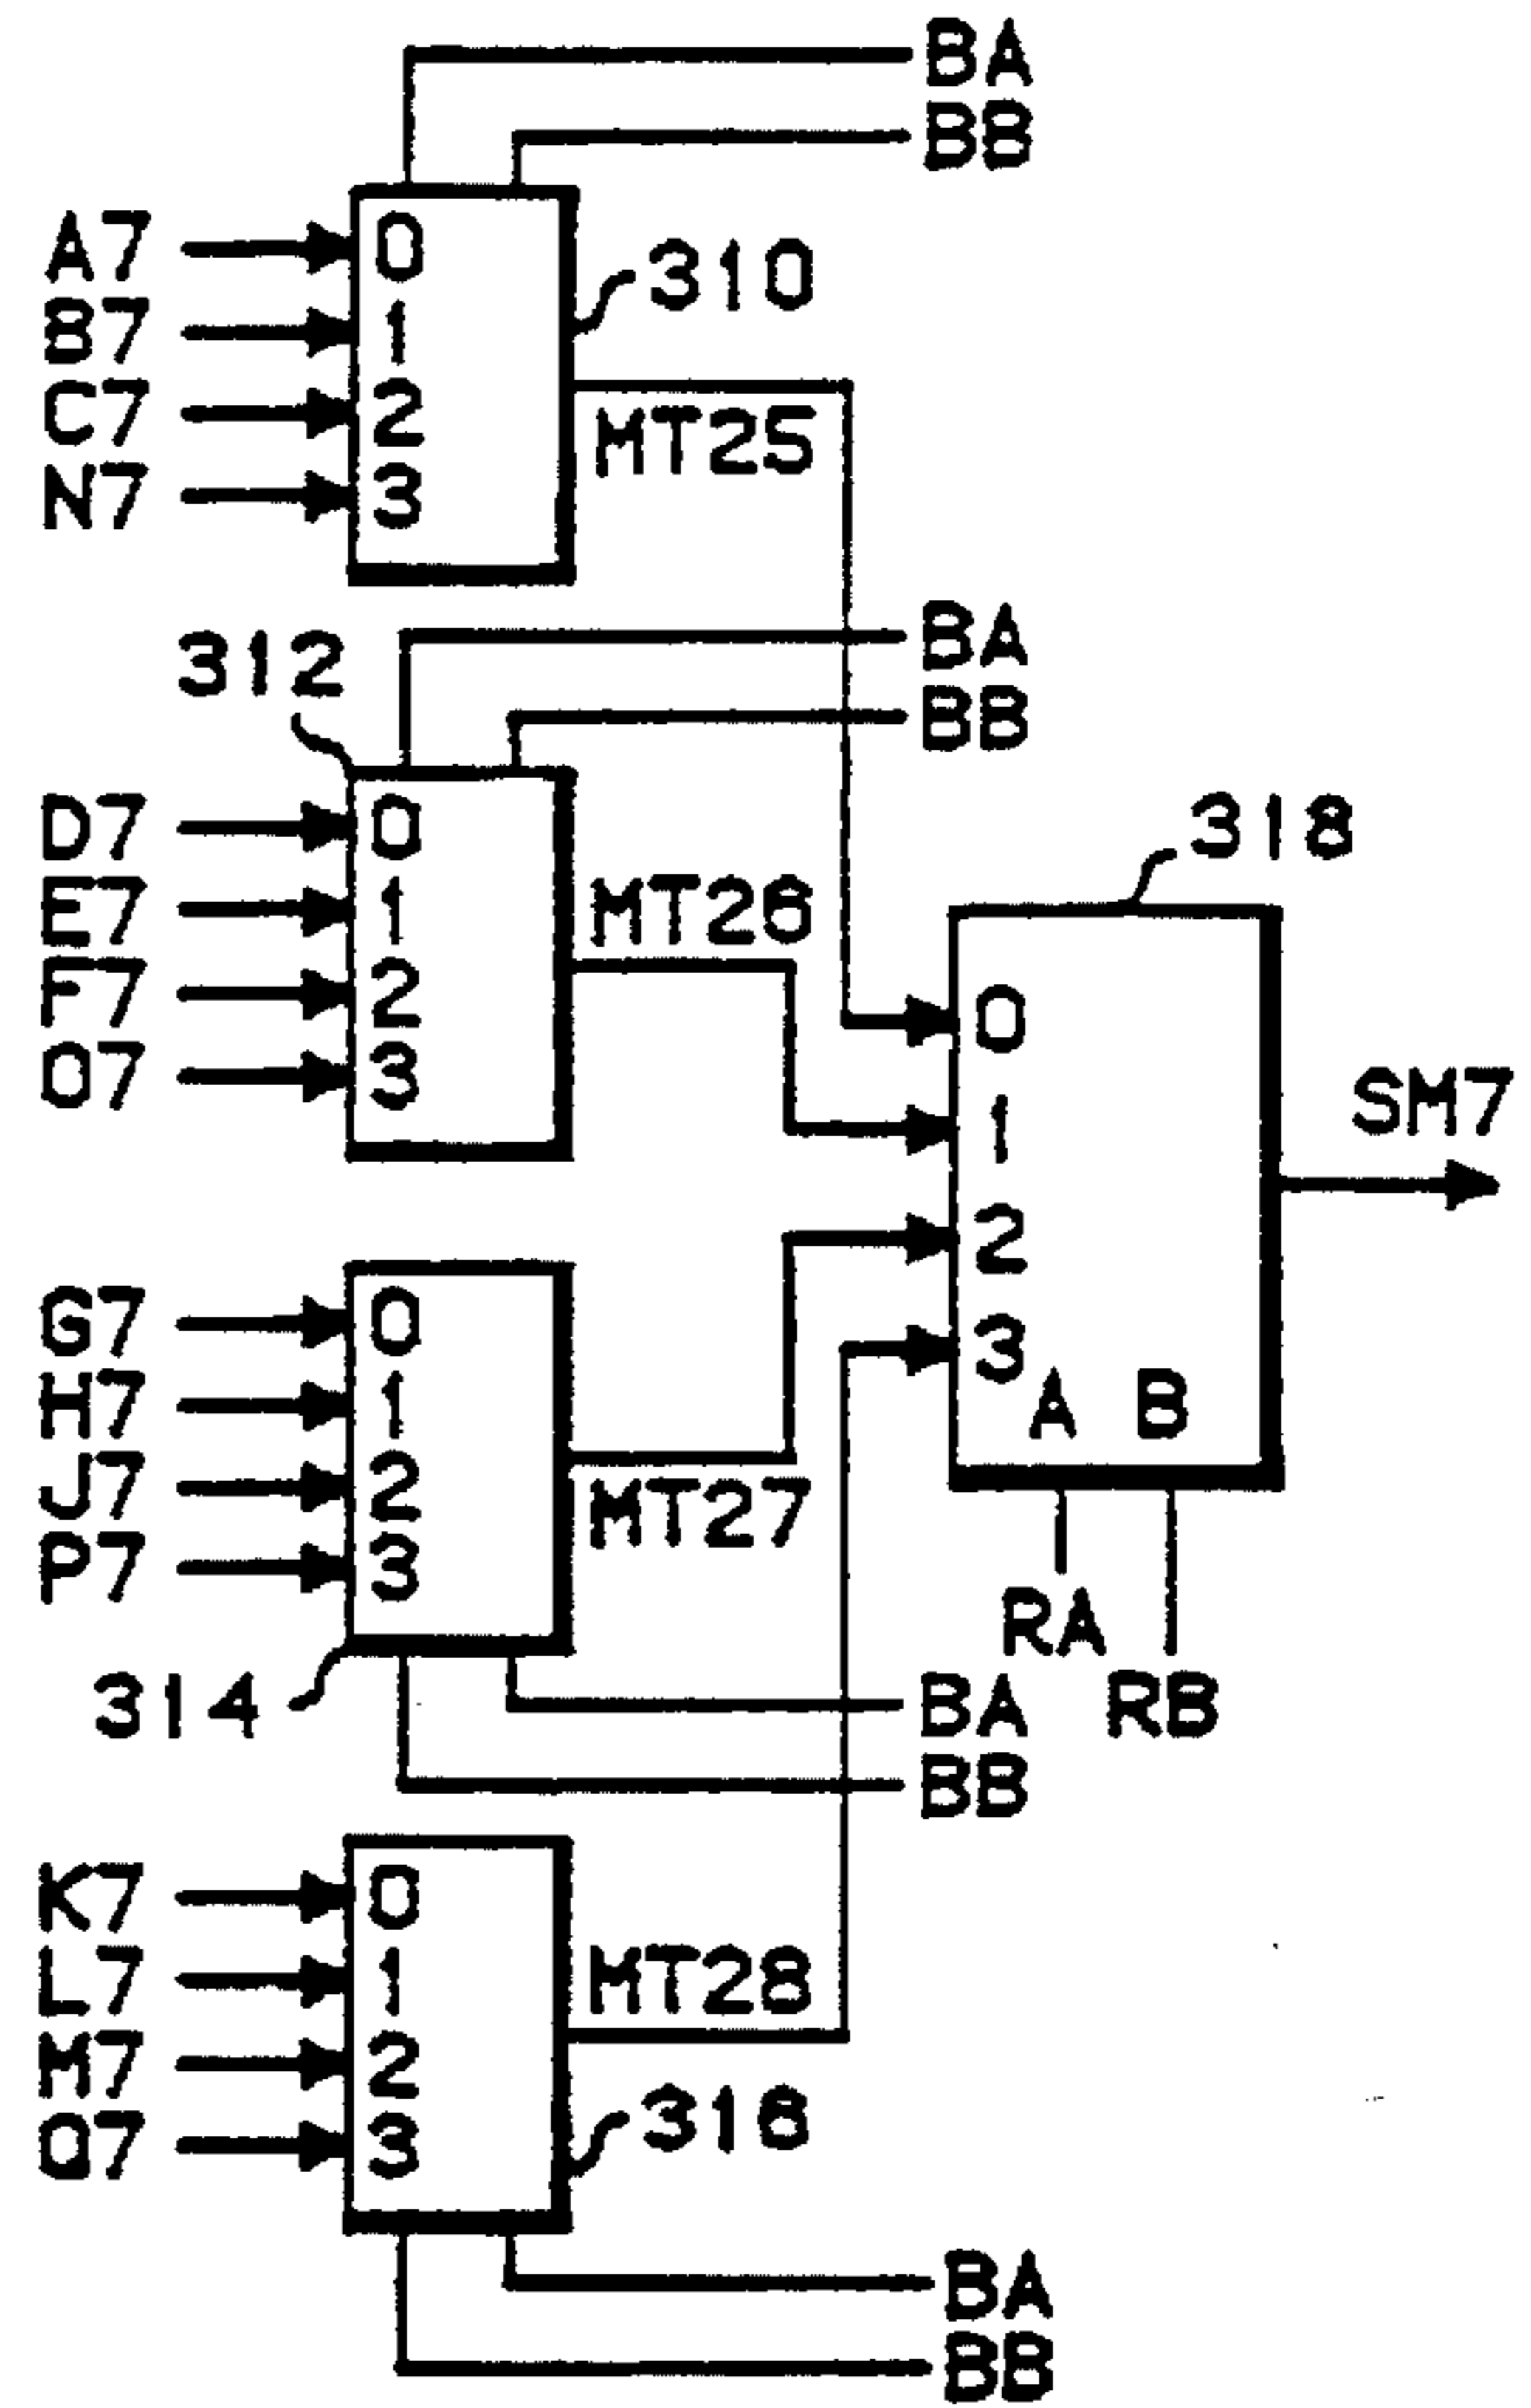 BA
BB
A7 0
B7 1
C7 2
N7 3
310
MT25
312
BA
BB
D7 0
E7 1
F7 2
O7 3
MT26
318
0
1
2
3
A B
SM7
RA
RB
G7 0
H7 1
J7 2
P7 3
MT27
314
BA
BB
K7 0
L7 1
M7 2
Q7 3
MT28
316
BA
BB